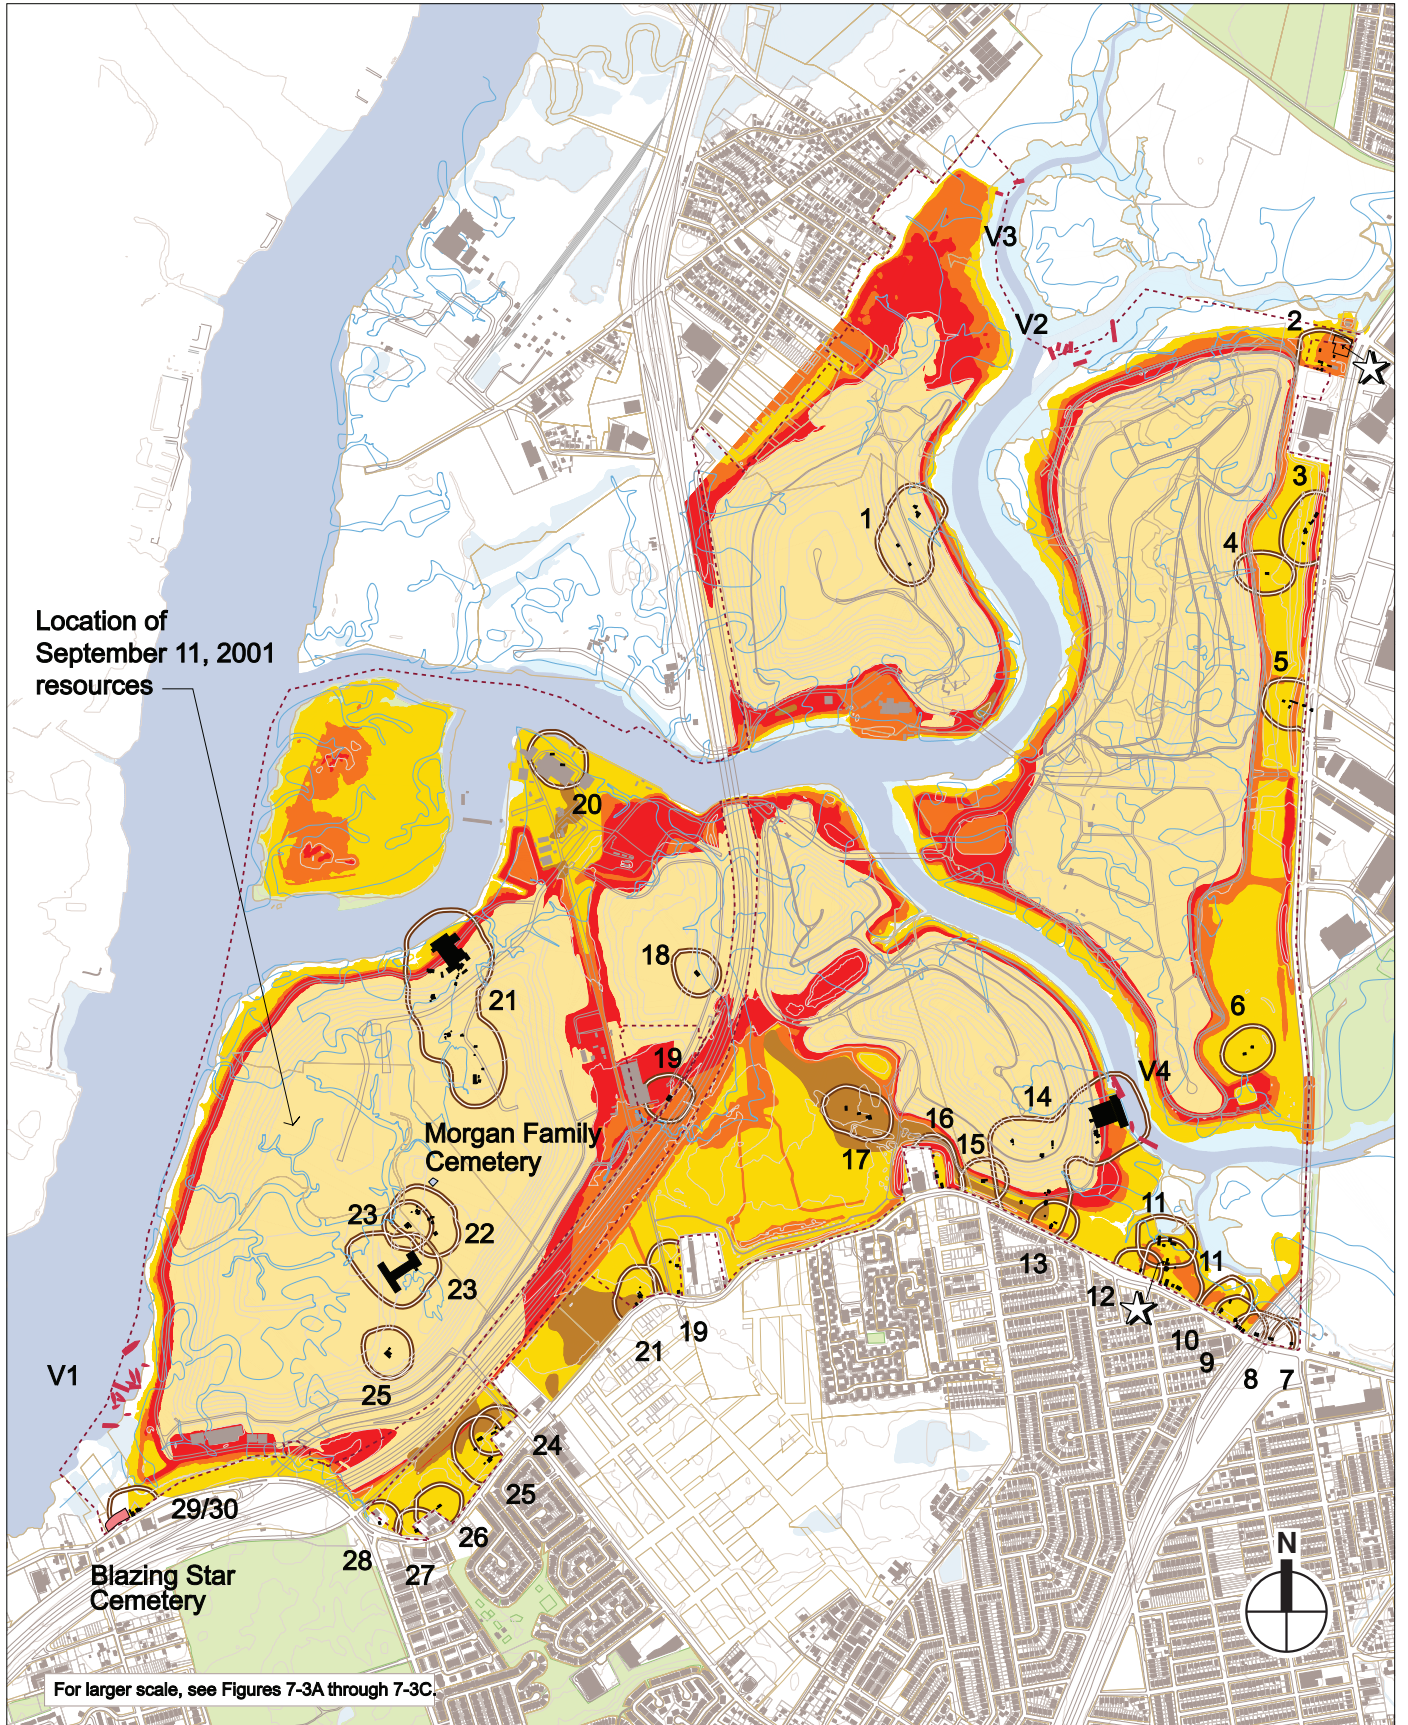 V3
V2
2
3
1
4
Location of
September 11, 2001
resources
5
20
18
21
6
19
V4
14
Morgan Family
Cemetery
16
15
17
23
22
11
11
23
13
12
V1
19
21
10
9
8
7
25
24
25
29/30
26
28
27
Blazing Star
Cemetery
N
For larger scale, see Figures 7-3A through 7-3C.